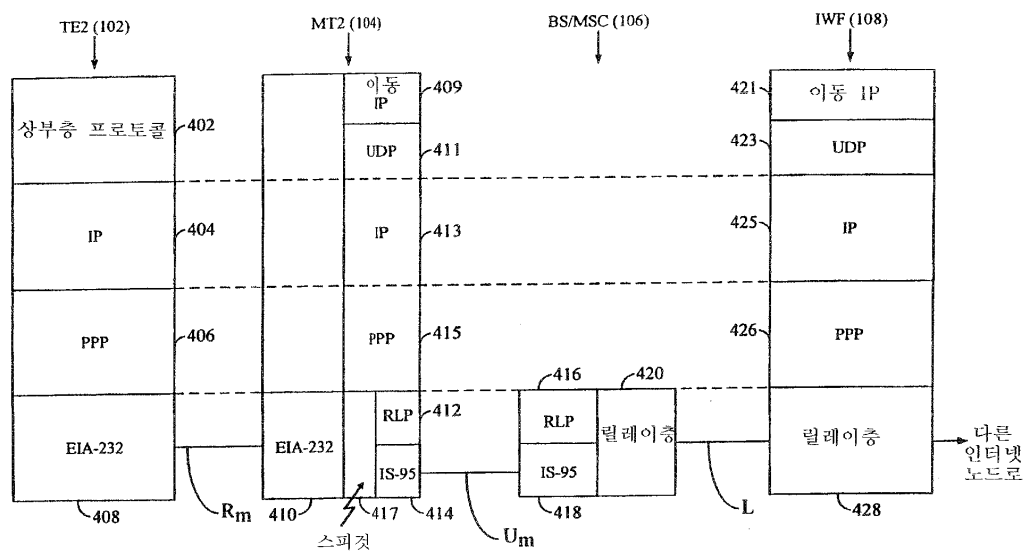 TE2 (102)
MT2 (104)
BS/MSC (106)
IWF (108)
상부층 프로토콜
402
이동
IP
409
UDP
411
421
이동 IP
423
UDP
IP
404
IP
413
425
IP
PPP
406
PPP
415
426
PPP
416
420
EIA-232
EIA-232
RLP
412
IS-95
RLP
IS-95
릴레이층
릴레이층
다른
인터넷
노드로
408
Rm
410
417
414
스피것
Um
418
L
428